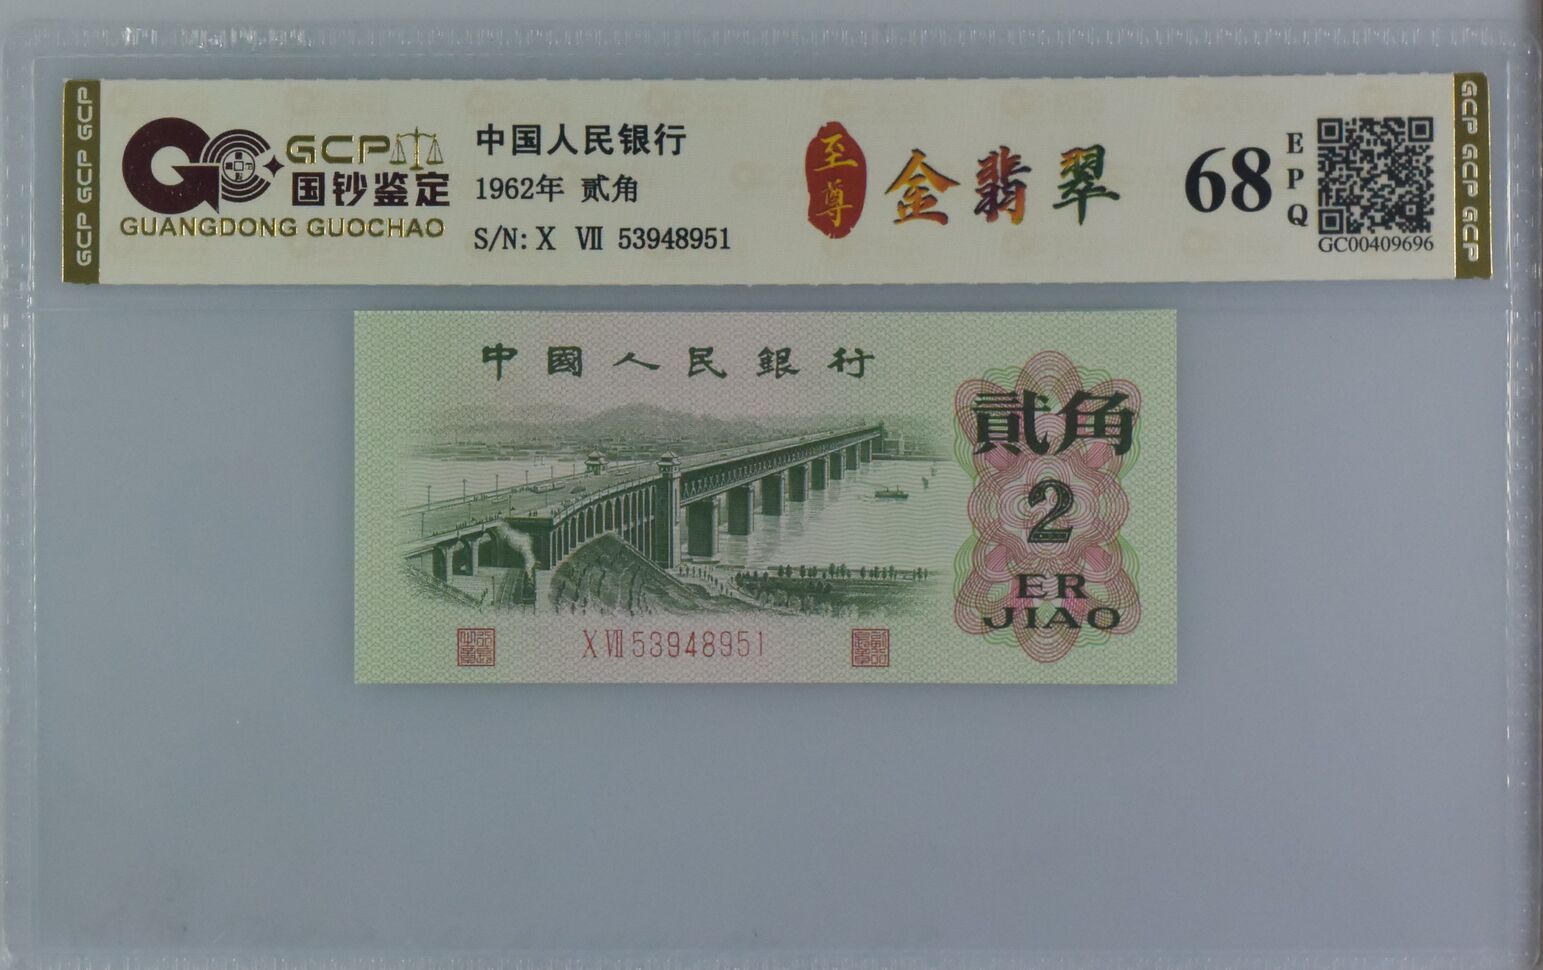 GCP GCP GCP
GCP
国钞鉴定
GUANGDONG GUOCHAO
中国人民银行
1962年 贰角
S/N: X Ⅶ 53948951
至尊
金翡翠
68
EPQ
GC00409696
GCP GCP GCP
中國人民銀行
貳角
2
ER
JIAO
X Ⅶ 53948951